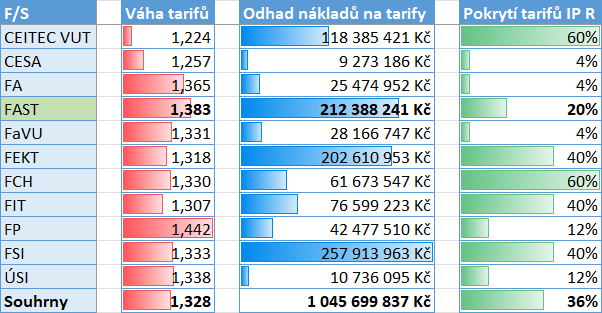 F/S Váha tarifů Odhad nákladů na tarify Pokrytí tarifů IP R
CEITEC VUT 1,224 118 385 421 Kč 60%
CESA 1,257 9 273 186 Kč 4%
FA 1,365 25 474 952 Kč 4%
FAST 1,383 212 388 241 Kč 20%
FaVU 1,331 28 166 747 Kč 4%
FEKT 1,318 202 610 953 Kč 40%
FCH 1,330 61 673 547 Kč 60%
FIT 1,307 76 599 223 Kč 40%
FP 1,442 42 477 510 Kč 12%
FSI 1,333 257 913 963 Kč 40%
ÚSI 1,338 10 736 095 Kč 12%
Souhrny 1,328 1 045 699 837 Kč 36%